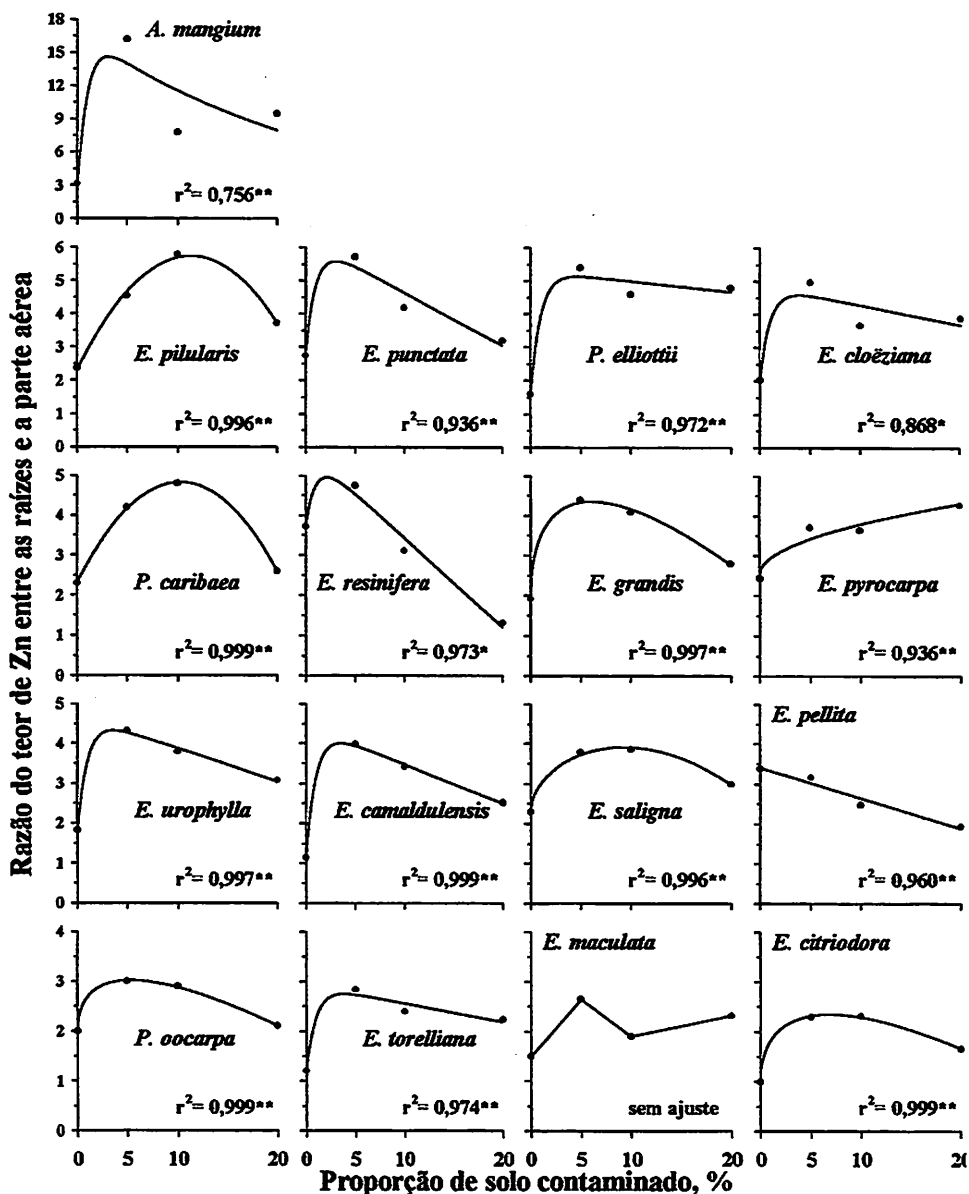 Razão do teor de Zn entre as raízes e a parte aérea
A. mangium
18
15
12
9
6
3
0
r²= 0,756**
0 5 10 20
6
5
4
3
2
1
0
E. pilularis
r²= 0,996**
E. punctata
r²= 0,936**
P. elliottii
r²= 0,972**
E. cloëziana
r²= 0,868*
5
4
3
2
1
0
P. caribaea
r²= 0,999**
E. resinifera
r²= 0,973*
E. grandis
r²= 0,997**
E. pyrocarpa
r²= 0,936**
5
4
3
2
1
0
E. urophylla
r²= 0,997**
E. camaldulensis
r²= 0,999**
E. saligna
r²= 0,996**
E. pellita
r²= 0,960**
4
3
2
1
0
P. oocarpa
r²= 0,999**
E. torelliana
r²= 0,974**
E. maculata
sem ajuste
E. citriodora
r²= 0,999**
0 5 10 20 0 5 10 20 0 5 10 20 0 5 10 20
Proporção de solo contaminado, %